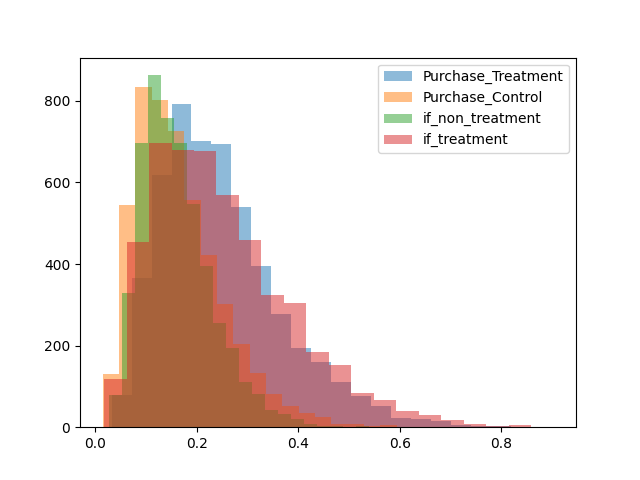 Purchase_Treatment
Purchase_Control
if_non_treatment
if_treatment
800
600
400
200
0
0.0 0.2 0.4 0.6 0.8